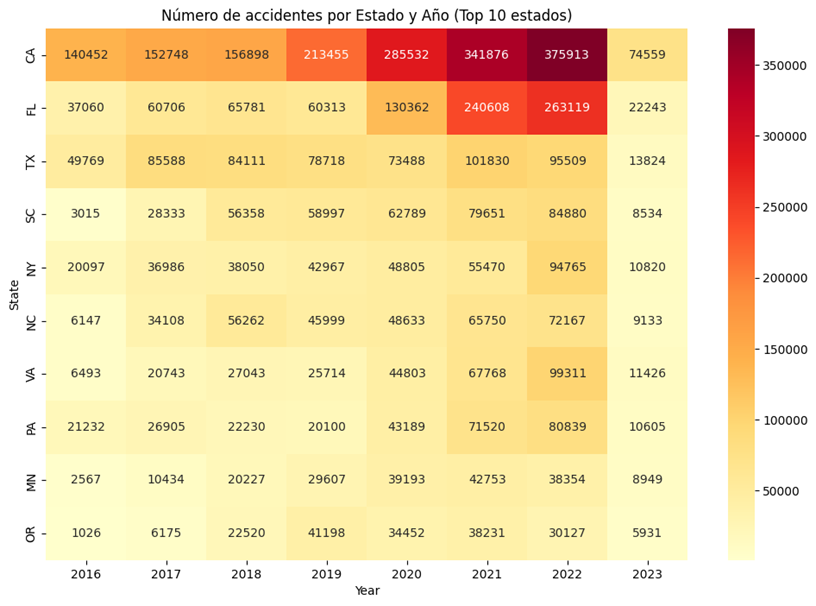 Número de accidentes por Estado y Año (Top 10 estados)
CA 140452 152748 156898 213455 285532 341876 375913 74559
FL 37060 60706 65781 60313 130362 240608 263119 22243
TX 49769 85588 84111 78718 73488 101830 95509 13824
SC 3015 28333 56358 58997 62789 79651 84880 8534
NY 20097 36986 38050 42967 48805 55470 94765 10820
NC 6147 34108 56262 45999 48633 65750 72167 9133
VA 6493 20743 27043 25714 44803 67768 99311 11426
PA 21232 26905 22230 20100 43189 71520 80839 10605
MN 2567 10434 20227 29607 39193 42753 38354 8949
OR 1026 6175 22520 41198 34452 38231 30127 5931
State
2016 2017 2018 2019 2020 2021 2022 2023
Year
350000
300000
250000
200000
150000
100000
50000